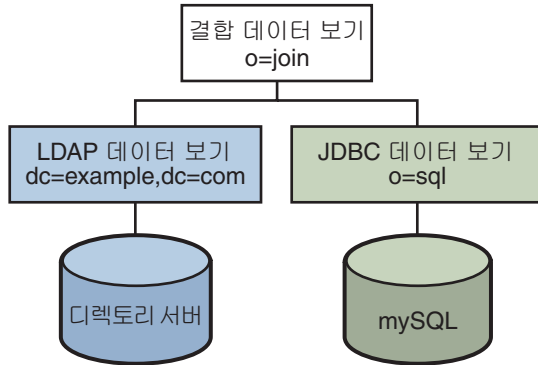 결합 데이터 보기
o=join
LDAP 데이터 보기
dc=example,dc=com
JDBC 데이터 보기
o=sql
디렉토리 서버
mySQL